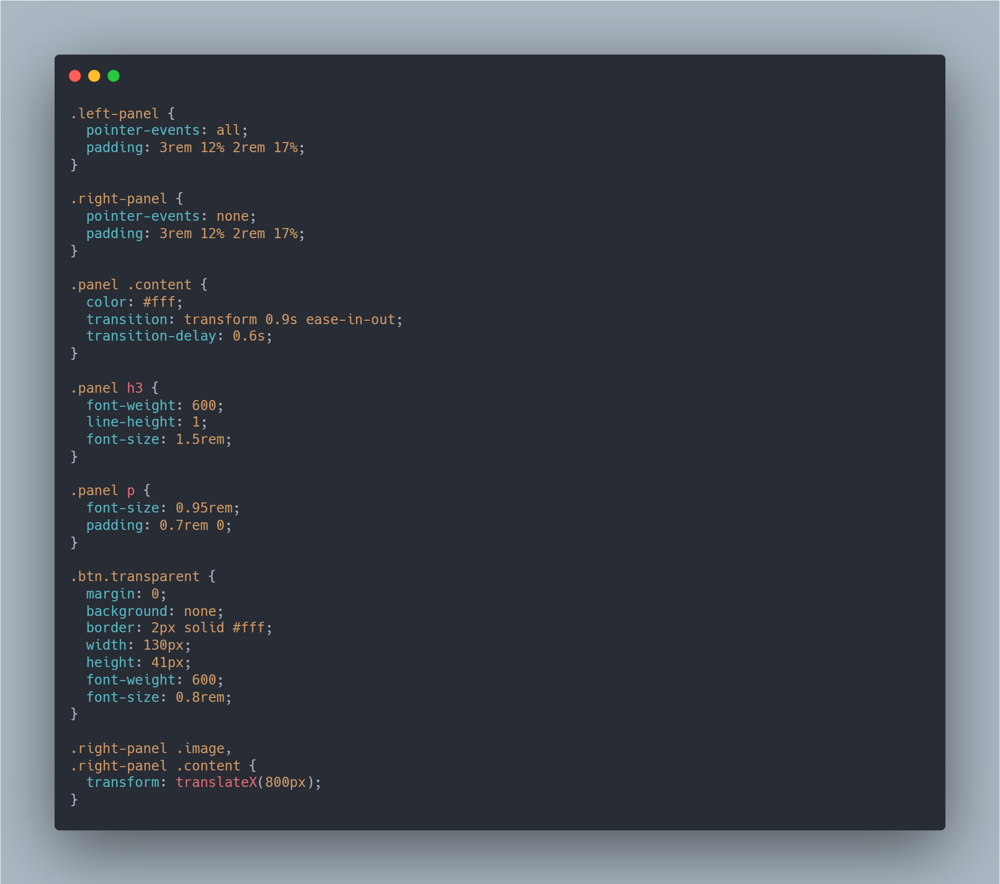 .left-panel {
  pointer-events: all;
  padding: 3rem 12% 2rem 17%;
}

.right-panel {
  pointer-events: none;
  padding: 3rem 12% 2rem 17%;
}

.panel .content {
  color: #fff;
  transition: transform 0.9s ease-in-out;
  transition-delay: 0.6s;
}

.panel h3 {
  font-weight: 600;
  line-height: 1;
  font-size: 1.5rem;
}

.panel p {
  font-size: 0.95rem;
  padding: 0.7rem 0;
}

.btn.transparent {
  margin: 0;
  background: none;
  border: 2px solid #fff;
  width: 130px;
  height: 41px;
  font-weight: 600;
  font-size: 0.8rem;
}

.right-panel .image,
.right-panel .content {
  transform: translateX(800px);
}